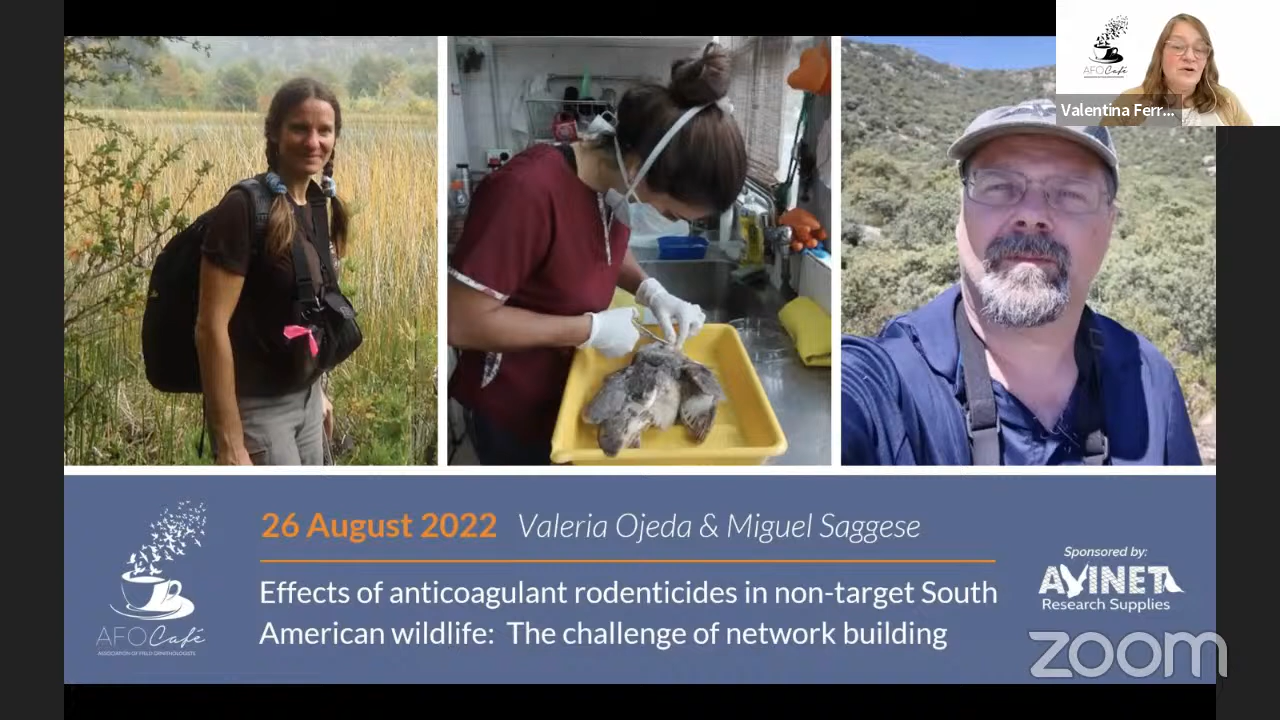 AFO Café
Valentina Ferr...
26 August 2022 Valeria Ojeda & Miguel Saggese
Effects of anticoagulant rodenticides in non-target South
American wildlife: The challenge of network building
AFO Café
ASSOCIATION OF FIELD ORNITHOLOGISTS
Sponsored by:
AVINET
Research Supplies
zoom